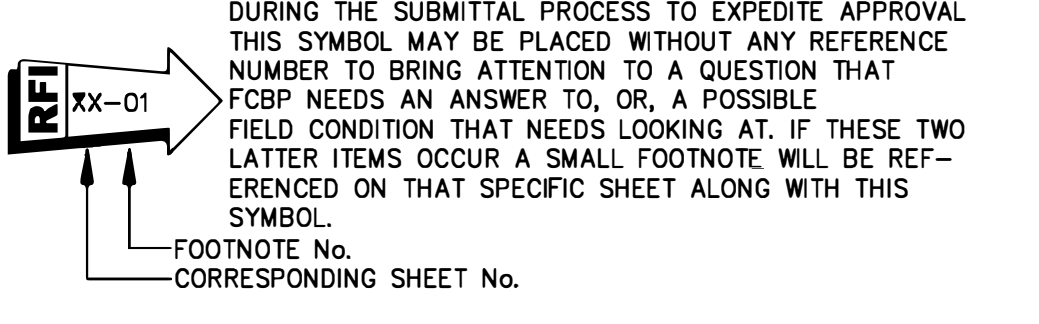 DURING THE SUBMITTAL PROCESS TO EXPEDITE APPROVAL
THIS SYMBOL MAY BE PLACED WITHOUT ANY REFERENCE
NUMBER TO BRING ATTENTION TO A QUESTION THAT
RFI XX-01 FCBP NEEDS AN ANSWER TO, OR, A POSSIBLE
FIELD CONDITION THAT NEEDS LOOKING AT. IF THESE TWO
LATTER ITEMS OCCUR A SMALL FOOTNOTE WILL BE REF-
ERENCED ON THAT SPECIFIC SHEET ALONG WITH THIS
SYMBOL.
FOOTNOTE No.
CORRESPONDING SHEET No.